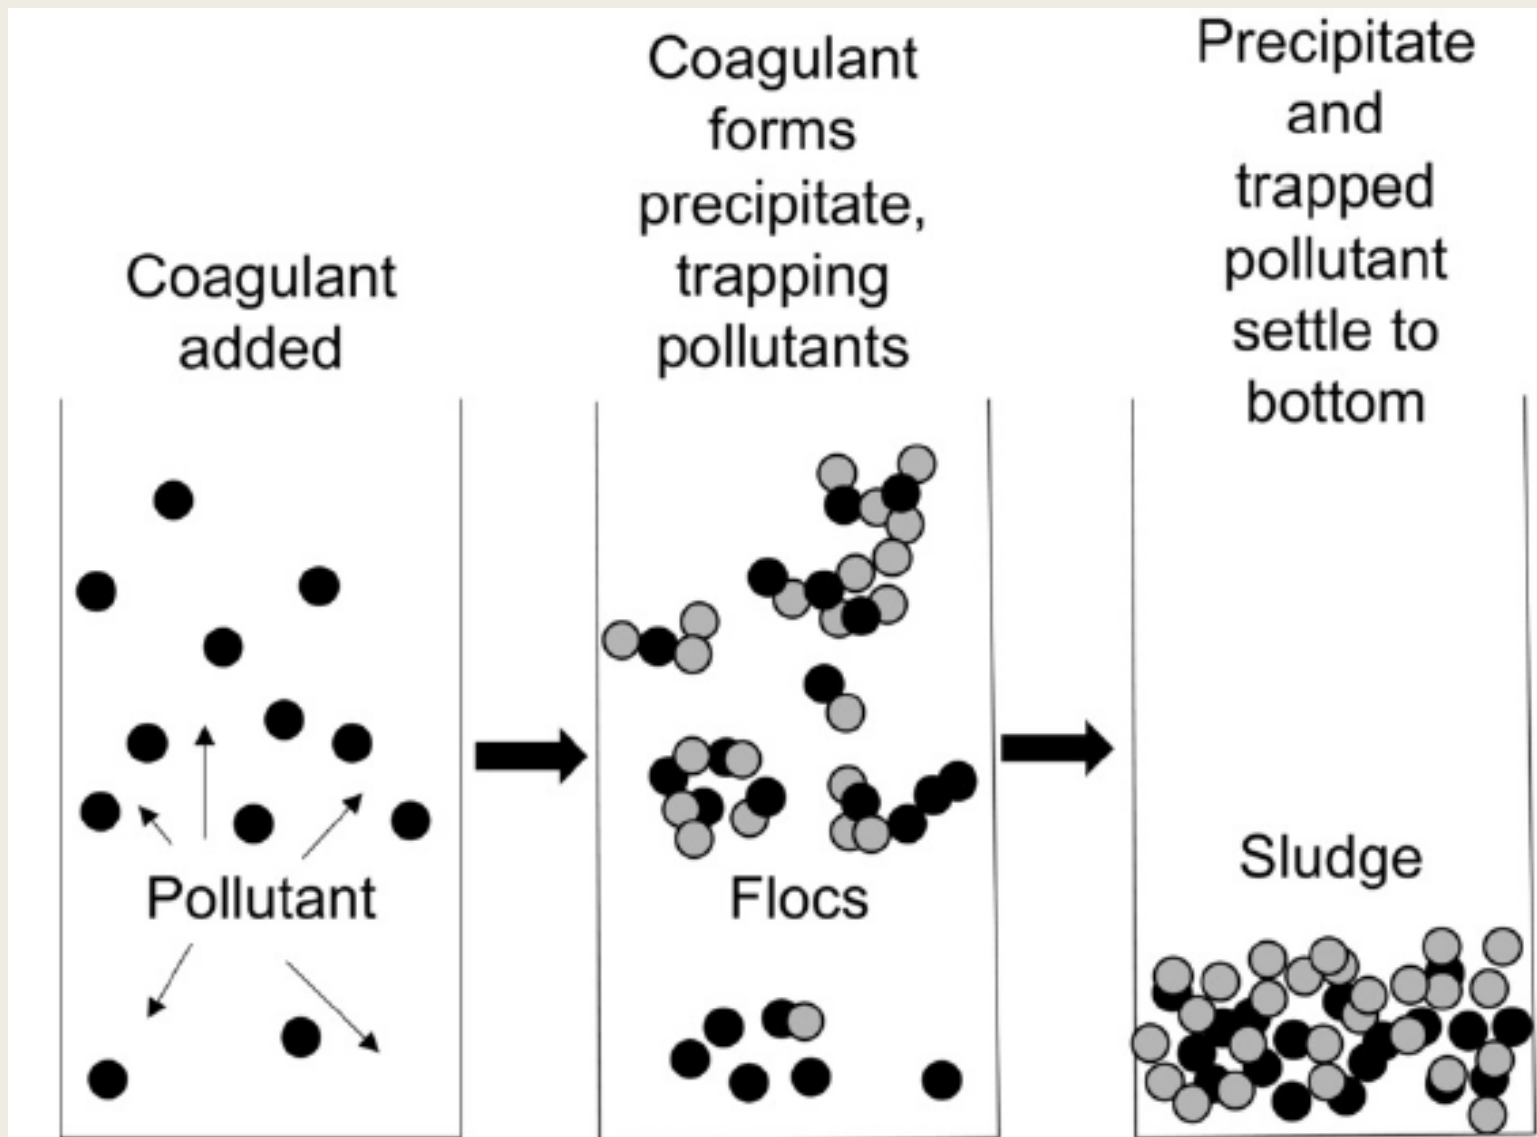 Coagulant
added
Pollutant
Coagulant
forms
precipitate,
trapping
pollutants
Flocs
Precipitate
and
trapped
pollutant
settle to
bottom
Sludge